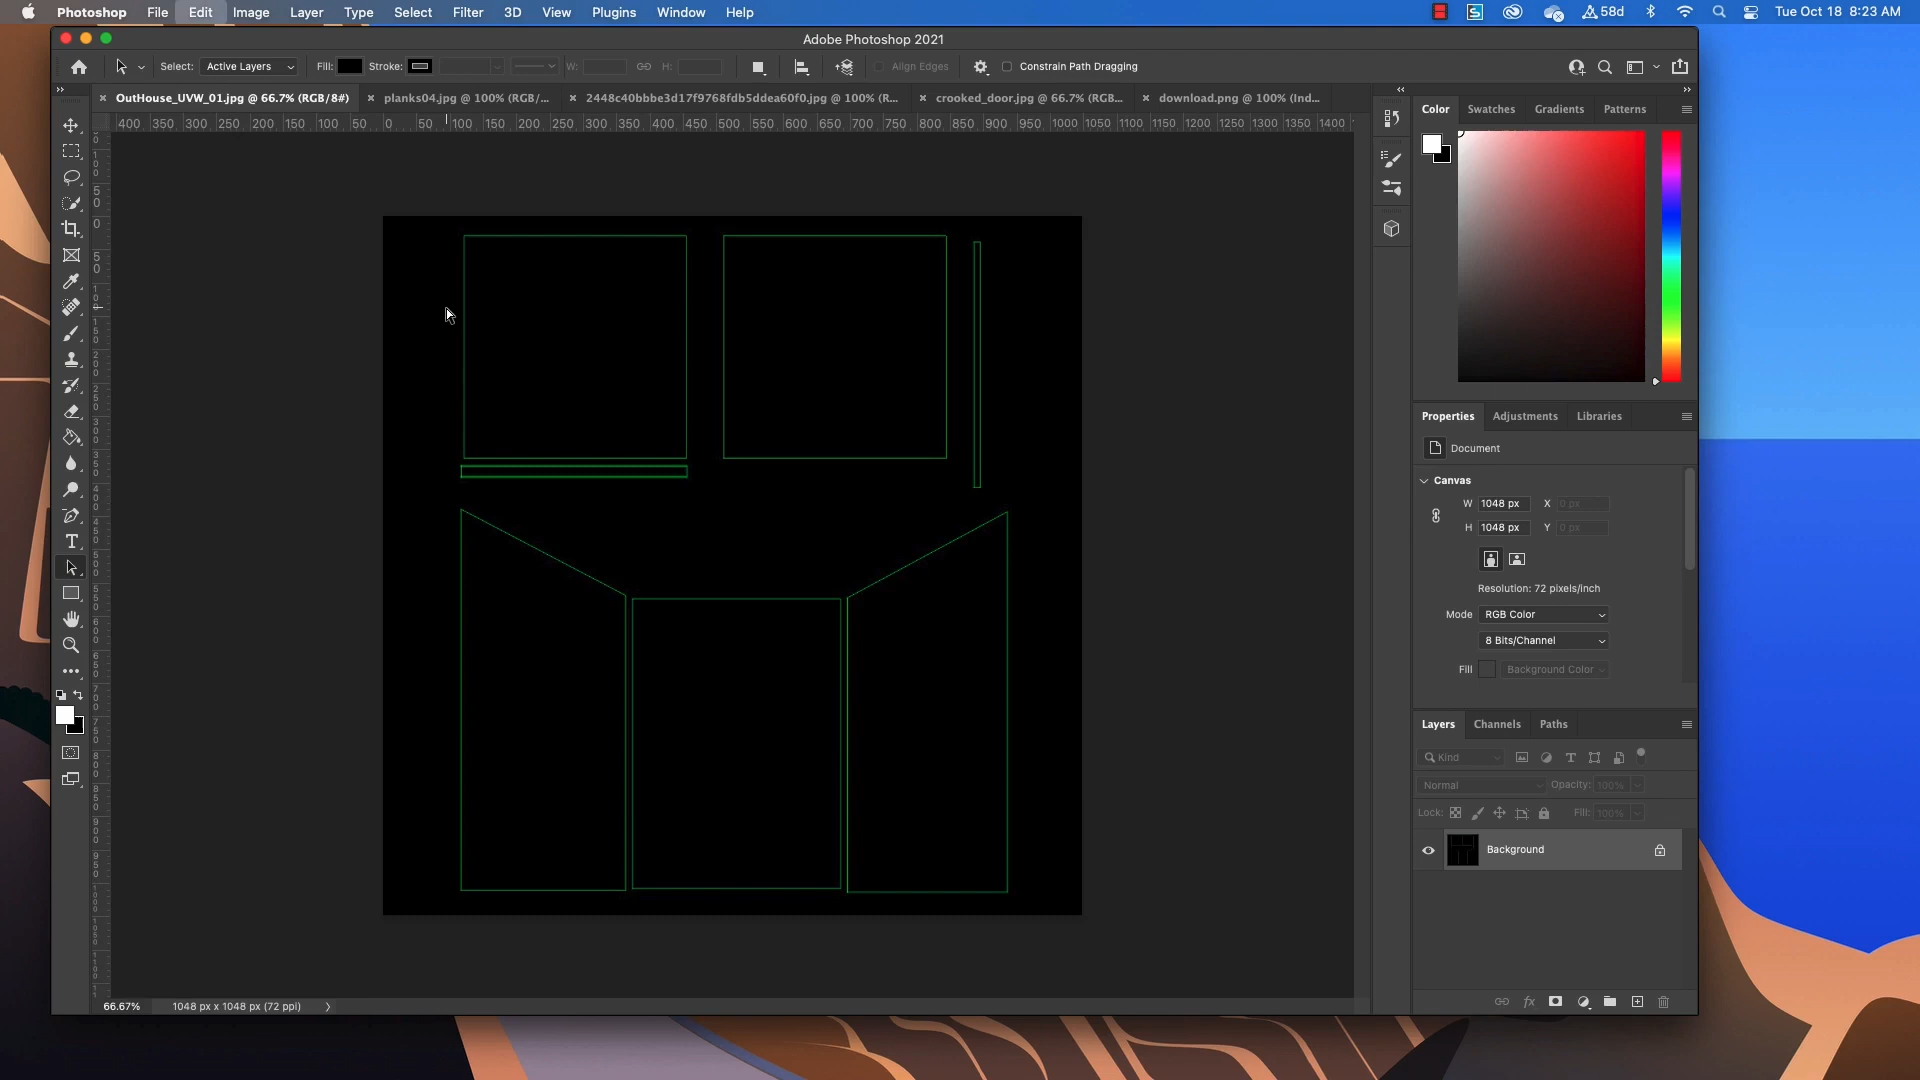 Photoshop File Edit Image Layer Type Select Filter 3D View Plugins Window Help 58d Tue Oct 18 8:23 AM
Adobe Photoshop 2021
Select: Active Layers Fill: Stroke: W: H: Align Edges Constrain Path Dragging
OutHouse_UVW_01.jpg @ 66.7% (RGB/8#) planks04.jpg @ 100% (RGB/... 2448c40bbbe3d17f9768fdb5ddea60f0.jpg @ 100% (R... crooked_door.jpg @ 66.7% (RGB... download.png @ 100% (Ind...
400 350 300 250 200 150 100 50 0 50 100 150 200 250 300 350 400 450 500 550 600 650 700 750 800 850 900 950 1000 1050 1100 1150 1200 1250 1300 1350 1400
Color Swatches Gradients Patterns
Properties Adjustments Libraries
Document
Canvas
W 1048 px X 0 px
H 1048 px Y 0 px
Resolution: 72 pixels/inch
Mode RGB Color
8 Bits/Channel
Fill Background Color
Layers Channels Paths
Kind
Normal Opacity: 100%
Lock: Fill: 100%
Background
66.67% 1048 px x 1048 px (72 ppi)